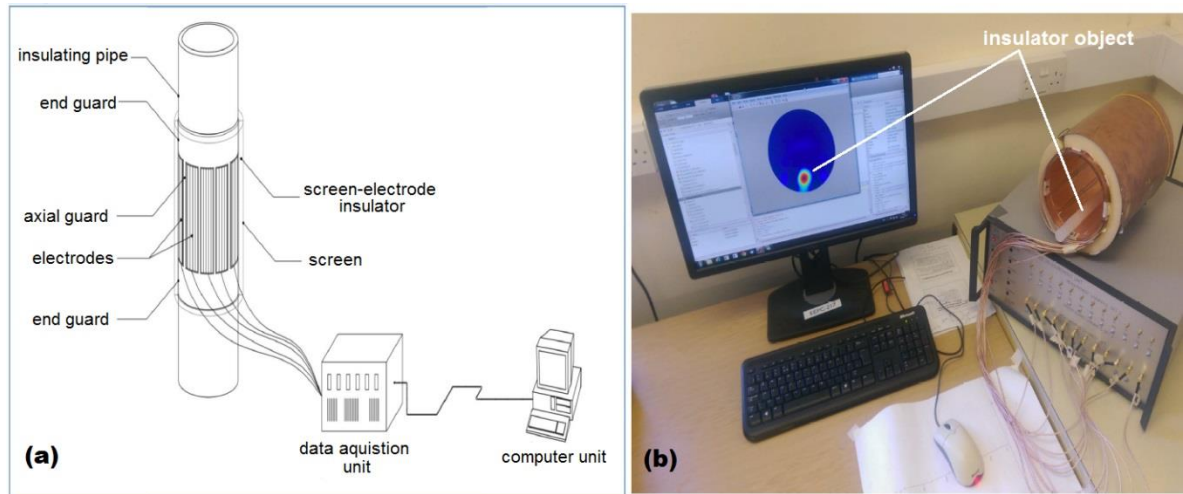 insulating pipe
end guard
axial guard
electrodes
end guard
screen-electrode
insulator
screen
data aquistion
unit
computer unit
(a)
insulator object
(b)